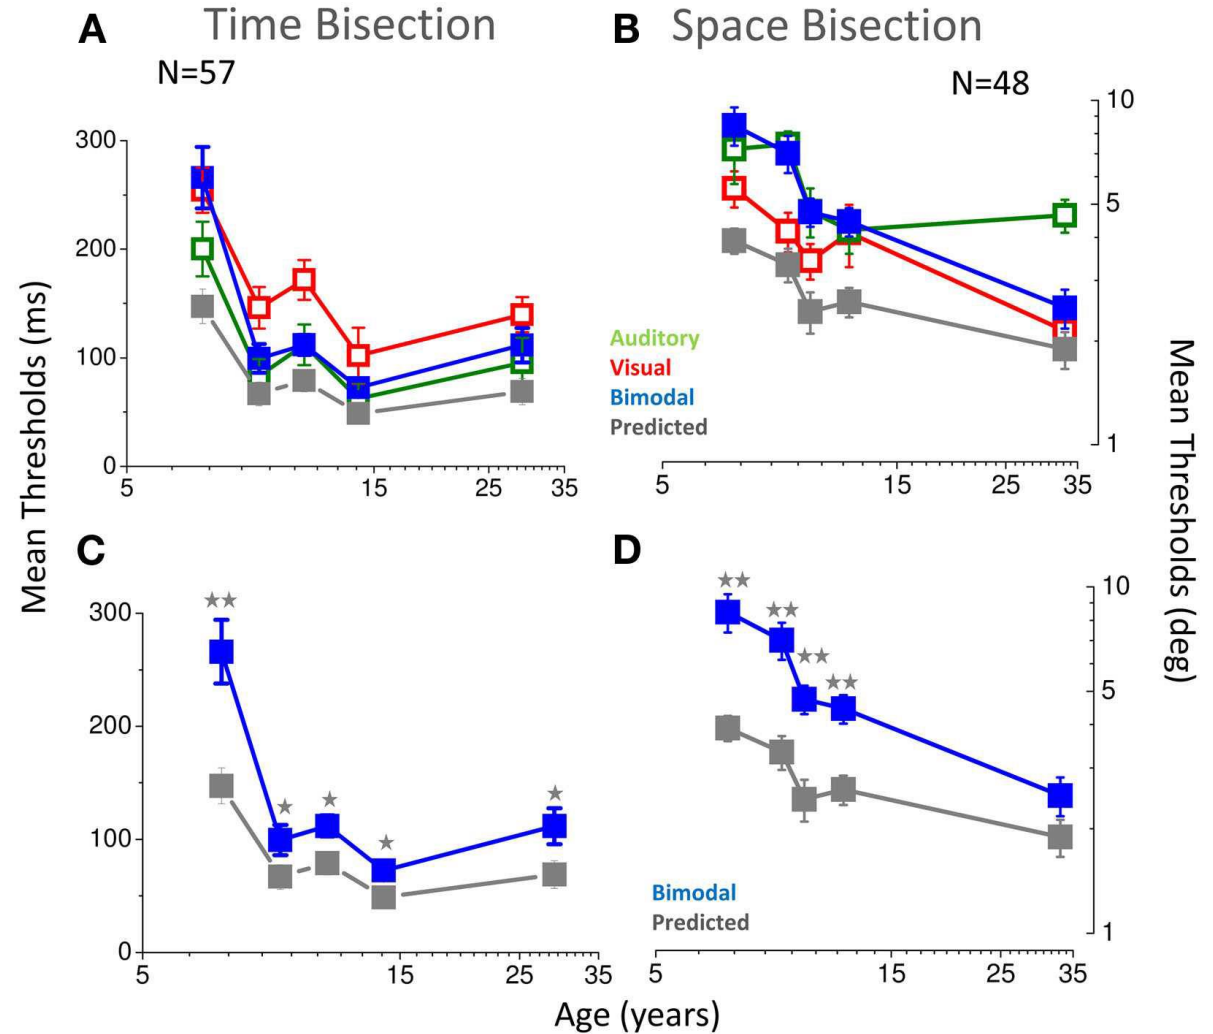 A Time Bisection
B Space Bisection
N=57
N=48
300
200
100
0
5 15 25 35
10
5
1
5 15 25 35
Auditory
Visual
Bimodal
Predicted
Mean Thresholds (ms)
Mean Thresholds (deg)
C
D
★★
★
★
★
★
300
200
100
0
5 15 25 35
★★
★★
★★
★★
10
5
1
5 15 25 35
Bimodal
Predicted
Age (years)